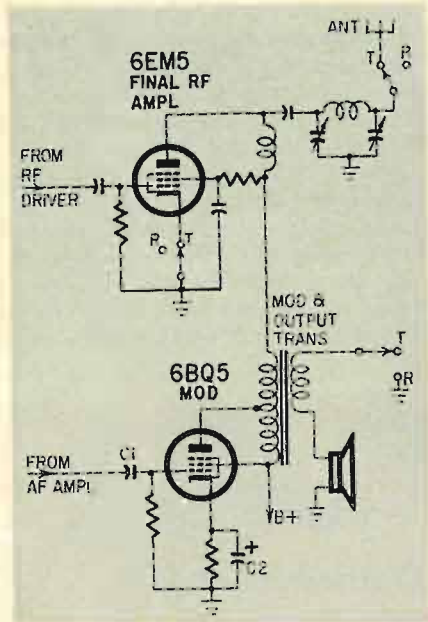 ANT
T R
6EM5
FINAL RF
AMPL
FROM
RF
DRIVER
R T
MOD &
OUTPUT
TRANS
T
R
6BQ5
MOD
FROM
AF AMPL
C1
B+
+
C2